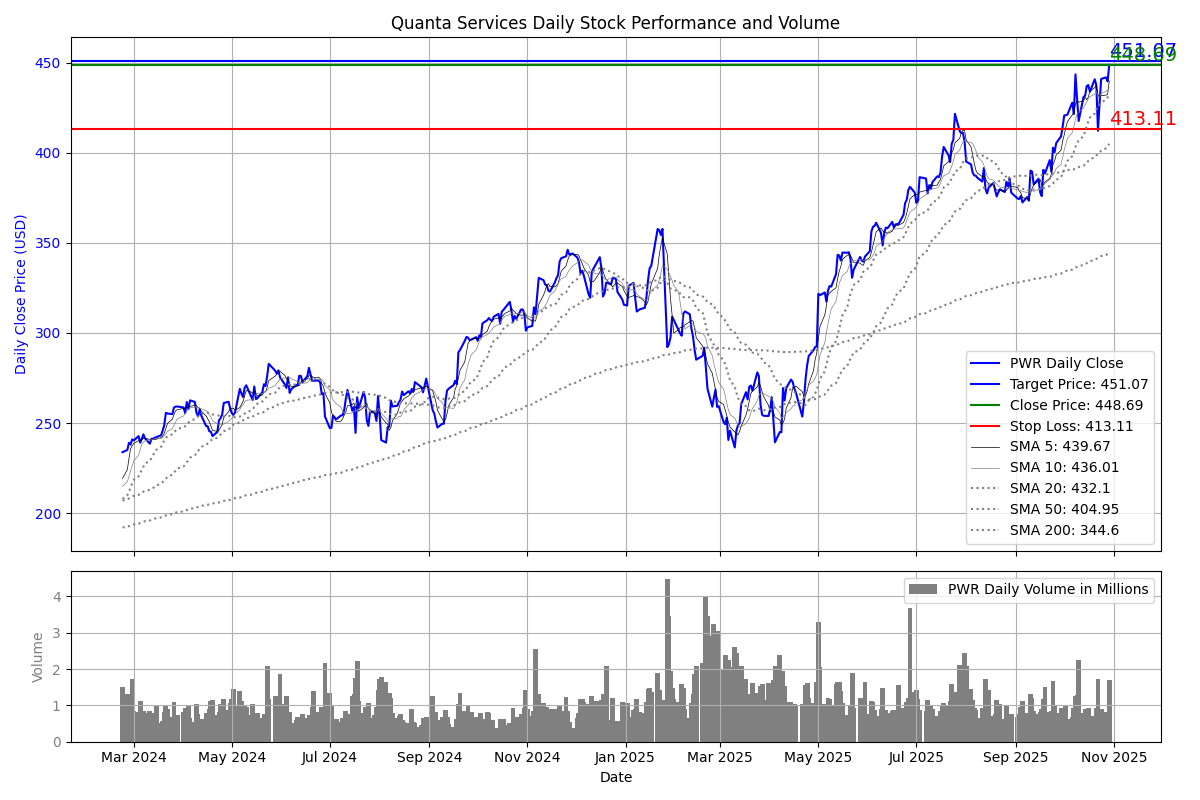 Quanta Services Daily Stock Performance and Volume
Daily Close Price (USD)
450
400
350
300
250
200
451.07
448.69
413.11
PWR Daily Close
Target Price: 451.07
Close Price: 448.69
Stop Loss: 413.11
SMA 5: 439.67
SMA 10: 436.01
SMA 20: 432.1
SMA 50: 404.95
SMA 200: 344.6
Volume
4
3
2
1
0
PWR Daily Volume in Millions
Mar 2024 May 2024 Jul 2024 Sep 2024 Nov 2024 Jan 2025 Mar 2025 May 2025 Jul 2025 Sep 2025 Nov 2025
Date